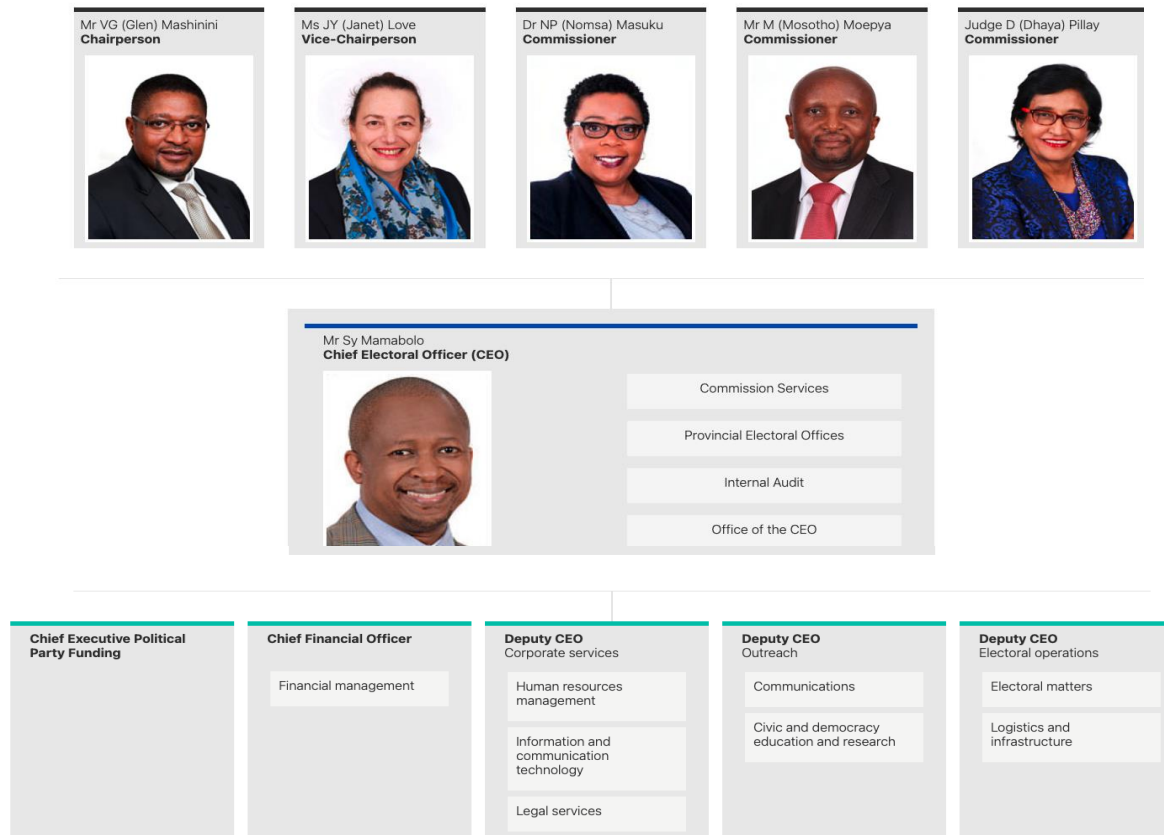 Mr VG (Glen) Mashinini
Chairperson
Ms JY (Janet) Love
Vice-Chairperson
Dr NP (Nomsa) Masuku
Commissioner
Mr M (Mosotho) Moepya
Commissioner
Judge D (Dhaya) Pillay
Commissioner
Mr Sy Mamabolo
Chief Electoral Officer (CEO)
Commission Services
Provincial Electoral Offices
Internal Audit
Office of the CEO
Chief Executive Political
Party Funding
Chief Financial Officer
Financial management
Deputy CEO
Corporate services
Human resources
management
Information and
communication
technology
Legal services
Deputy CEO
Outreach
Communications
Civic and democracy
education and research
Deputy CEO
Electoral operations
Electoral matters
Logistics and
infrastructure